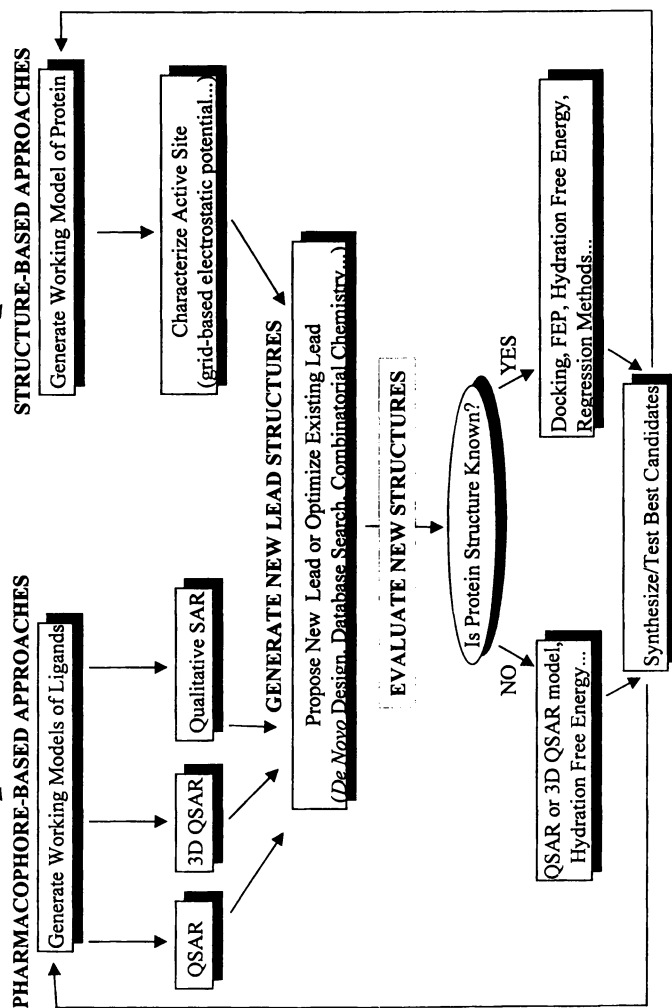 PHARMACOPHORE-BASED APPROACHES
STRUCTURE-BASED APPROACHES
Generate Working Models of Ligands
Generate Working Model of Protein
QSAR
3D QSAR
Qualitative SAR
Characterize Active Site
(grid-based electrostatic potential...)
GENERATE NEW LEAD STRUCTURES
Propose New Lead or Optimize Existing Lead
(De Novo Design, Database Search, Combinatorial Chemistry...)
EVALUATE NEW STRUCTURES
Is Protein Structure Known?
NO
YES
QSAR or 3D QSAR model,
Hydration Free Energy...
Docking, FEP, Hydration Free Energy,
Regression Methods...
Synthesize/Test Best Candidates